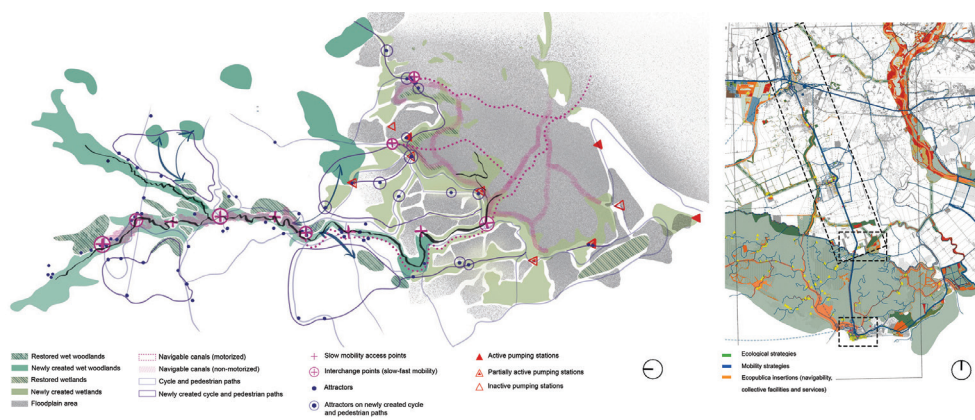 Restored wet woodlands
Newly created wet woodlands
Restored wetlands
Newly created wetlands
Floodplain area
Navigable canals (motorized)
Navigable canals (non-motorized)
Cycle and pedestrian paths
Newly created cycle and pedestrian paths
Slow mobility access points
Interchange points (slow-fast mobility)
Attractors
Attractors on newly created cycle
and pedestrian paths
Active pumping stations
Partially active pumping stations
Inactive pumping stations
Ecological strategies
Mobility strategies
Ecopublica insertions (navigability,
collective facilities and services)